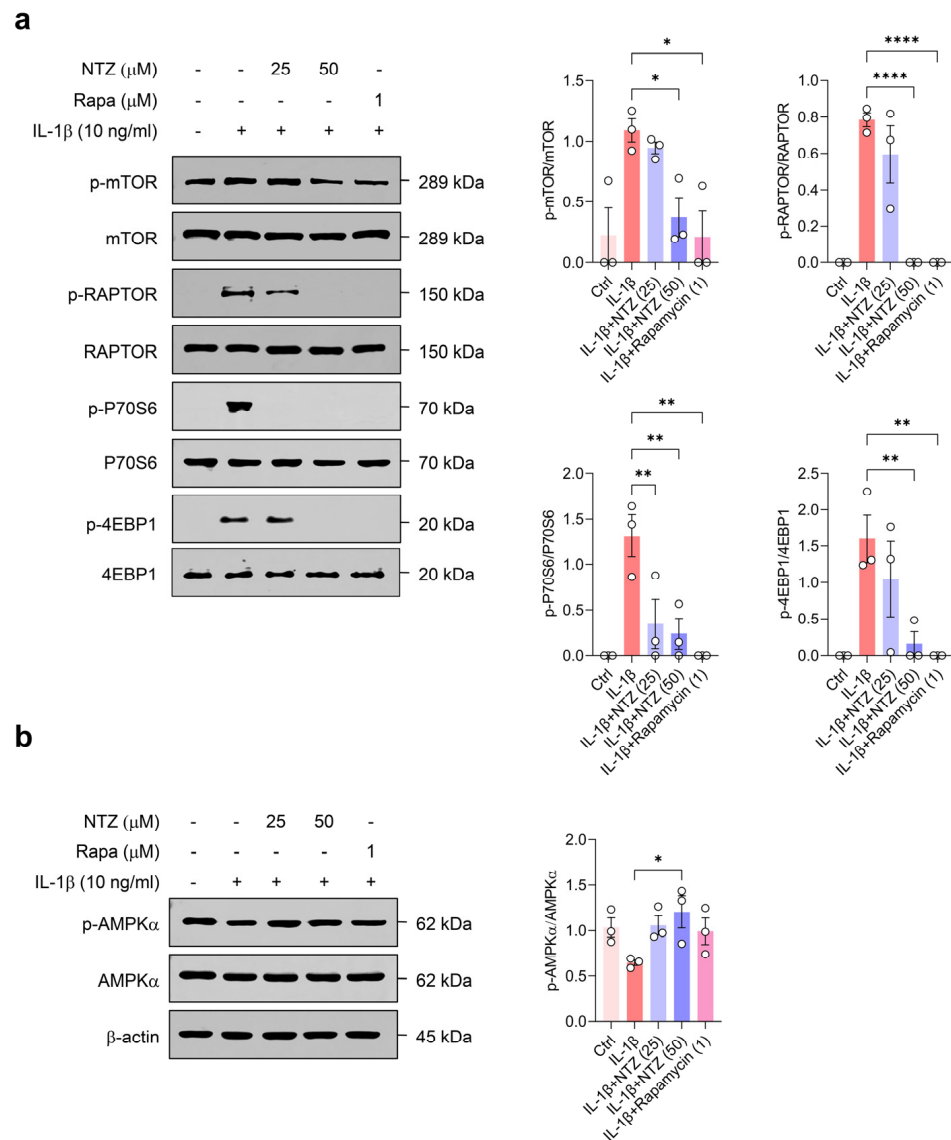 a
NTZ (μM) - - 25 50 -
Rapa (μM) - - - - 1
IL-1β (10 ng/ml) - + + + +
p-mTOR 289 kDa
mTOR 289 kDa
p-RAPTOR 150 kDa
RAPTOR 150 kDa
p-P70S6 70 kDa
P70S6 70 kDa
p-4EBP1 20 kDa
4EBP1 20 kDa
*
*
p-mTOR/mTOR
1.5
1.0
0.5
0.0
Ctrl
IL-1β
IL-1β+NTZ (25)
IL-1β+NTZ (50)
IL-1β+Rapamycin (1)
****
****
p-RAPTOR/RAPTOR
1.0
0.8
0.6
0.4
0.2
0.0
Ctrl
IL-1β
IL-1β+NTZ (25)
IL-1β+NTZ (50)
IL-1β+Rapamycin (1)
**
**
**
p-P70S6/P70S6
2.0
1.5
1.0
0.5
0.0
Ctrl
IL-1β
IL-1β+NTZ (25)
IL-1β+NTZ (50)
IL-1β+Rapamycin (1)
**
**
p-4EBP1/4EBP1
3
2
1
0
Ctrl
IL-1β
IL-1β+NTZ (25)
IL-1β+NTZ (50)
IL-1β+Rapamycin (1)
b
NTZ (μM) - - 25 50 -
Rapa (μM) - - - - 1
IL-1β (10 ng/ml) - + + + +
p-AMPKα 62 kDa
AMPKα 62 kDa
β-actin 45 kDa
*
p-AMPKα/AMPKα
2.0
1.5
1.0
0.5
0.0
Ctrl
IL-1β
IL-1β+NTZ (25)
IL-1β+NTZ (50)
IL-1β+Rapamycin (1)